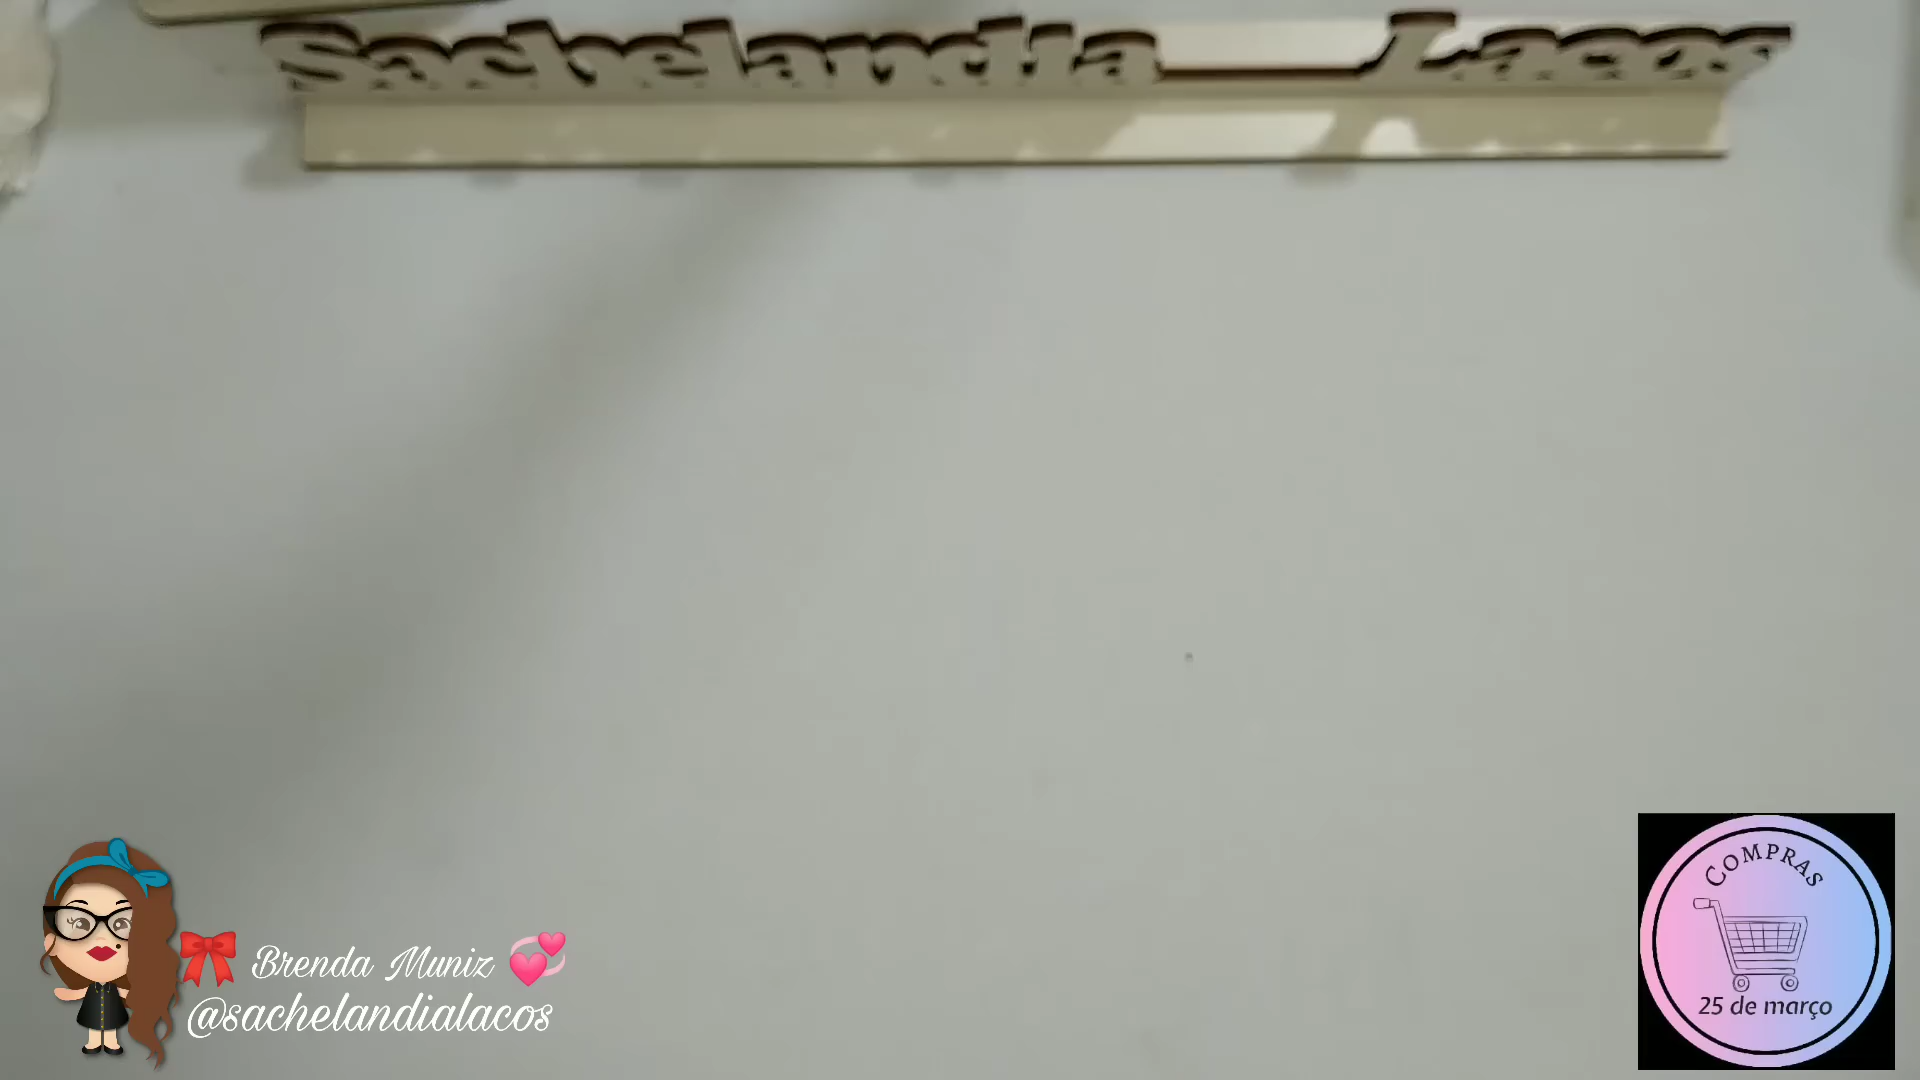 Sachelandia Laços
Brenda Muniz
@sachelandialacos
COMPRAS
25 de março